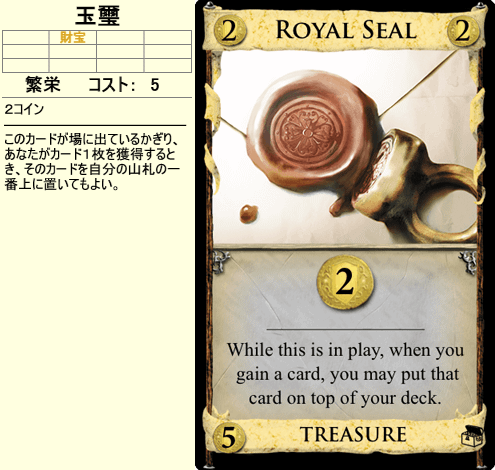 玉璽
財宝
繁栄 コスト: 5
2コイン
このカードが場に出ているかぎり、
あなたがカード1枚を獲得すると
き、そのカードを自分の山札の一
番上に置いてもよい。
2 ROYAL SEAL 2
2
While this is in play, when you
gain a card, you may put that
card on top of your deck.
5 TREASURE